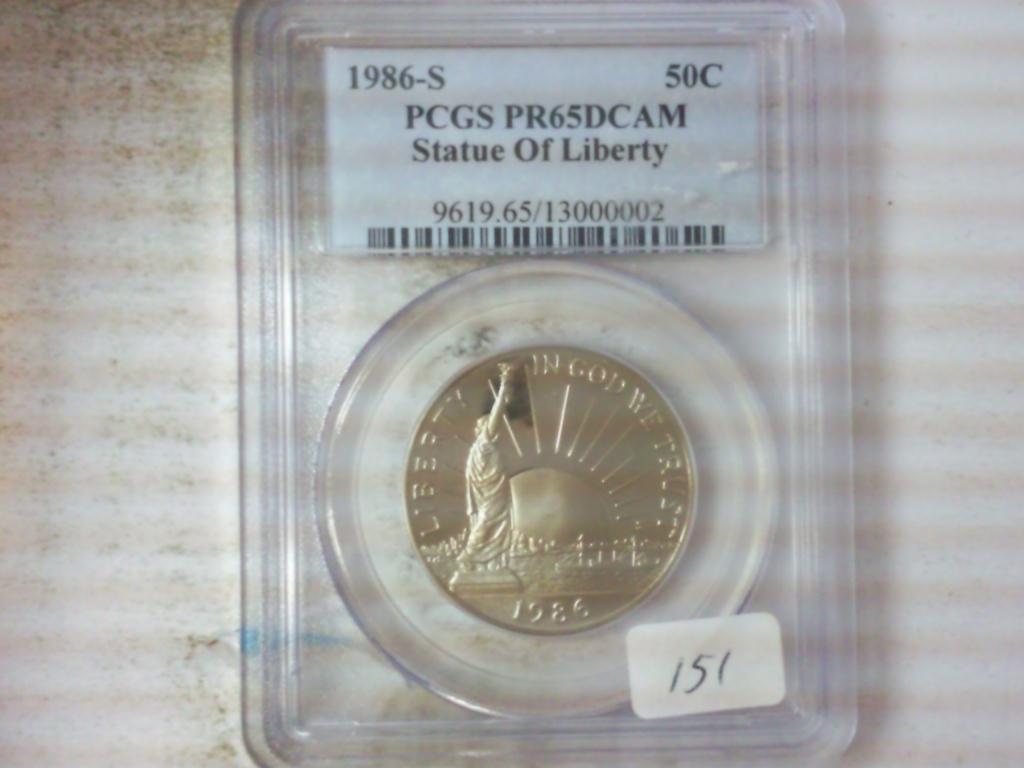 1986-S 50C
PCGS PR65DCAM
Statue Of Liberty
9619.65/13000002
LIBERTY
IN GOD WE TRUST
1986
151